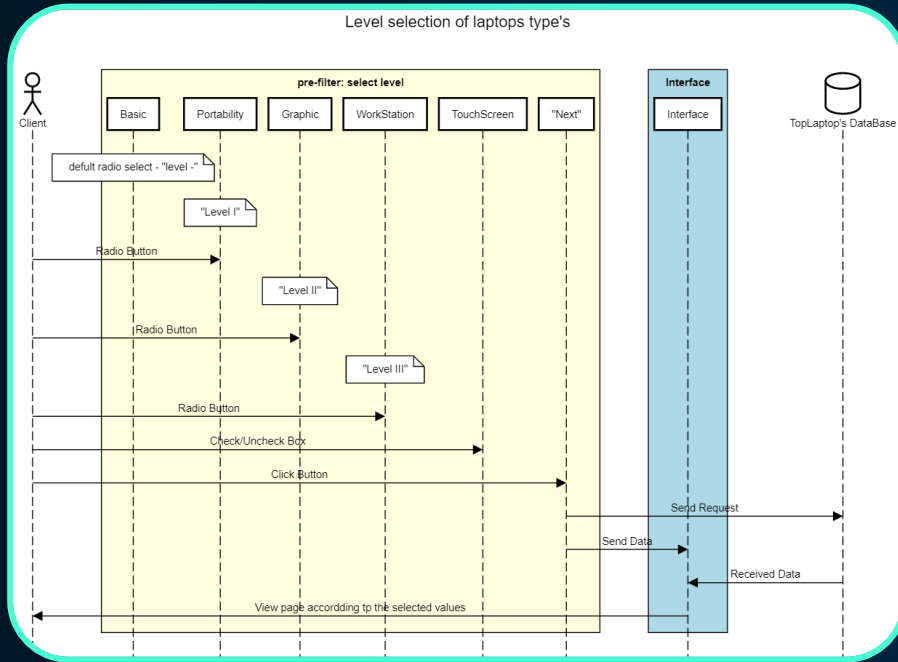 Level selection of laptops type's
pre-filter: select level
Interface
Basic
Portability
Graphic
WorkStation
TouchScreen
"Next"
Interface
Client
TopLaptop's DataBase
defult radio select - "level -"
"Level I"
Radio Button
"Level II"
Radio Button
"Level III"
Radio Button
Check/Uncheck Box
Click Button
Send Request
Send Data
Received Data
View page accordding tp the selected values